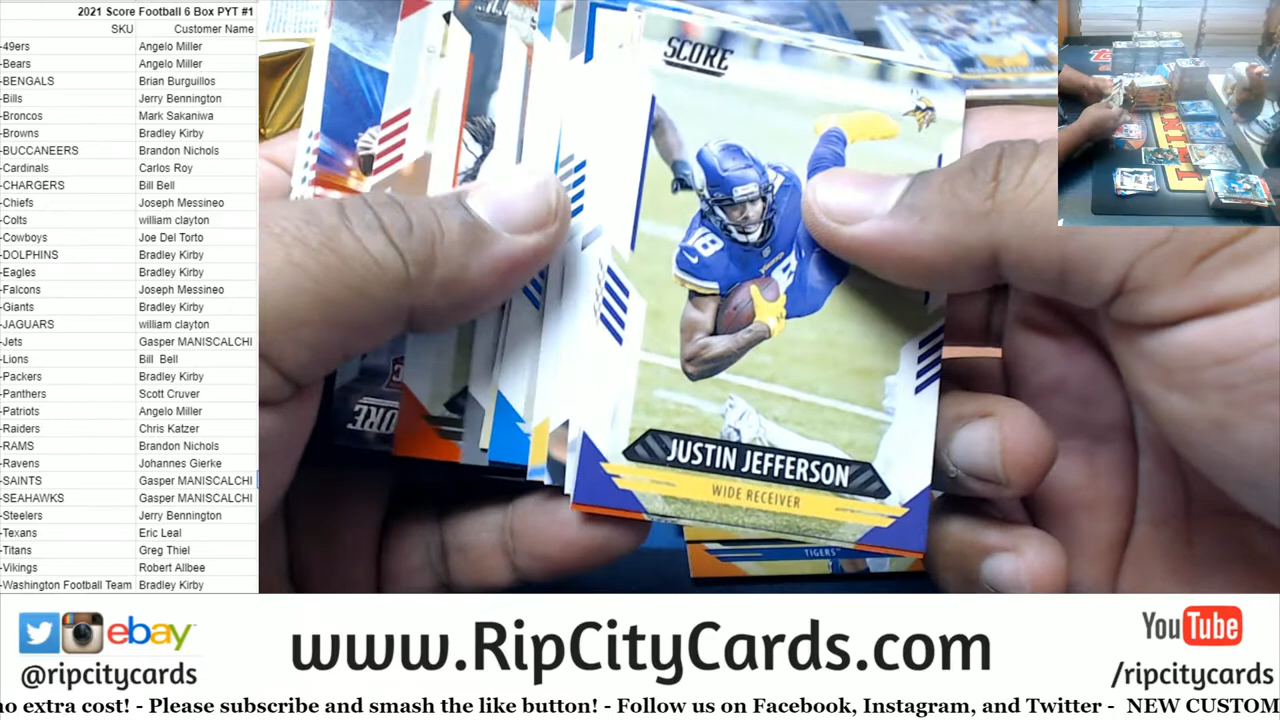 2021 Score Football 6 Box PYT #1
SKU Customer Name
-49ers Angelo Miller
-Bears Angelo Miller
-BENGALS Brian Burguillos
-Bills Jerry Bennington
-Broncos Mark Sakaniwa
-Browns Bradley Kirby
-BUCCANEERS Brandon Nichols
-Cardinals Carlos Roy
-CHARGERS Bill Bell
-Chiefs Joseph Messineo
-Colts william clayton
-Cowboys Joe Del Torto
-DOLPHINS Bradley Kirby
-Eagles Bradley Kirby
-Falcons Joseph Messineo
-Giants Bradley Kirby
-JAGUARS william clayton
-Jets Gasper MANISCALCHI
-Lions Bill Bell
-Packers Bradley Kirby
-Panthers Scott Cruver
-Patriots Angelo Miller
-Raiders Chris Katzer
-RAMS Brandon Nichols
-Ravens Johannes Gierke
-SAINTS Gasper MANISCALCHI
-SEAHAWKS Gasper MANISCALCHI
-Steelers Jerry Bennington
-Texans Eric Leal
-Titans Greg Thiel
-Vikings Robert Allbee
-Washington Football Team Bradley Kirby
SCORE
18
JUSTIN JEFFERSON
WIDE RECEIVER
TIGERS
ebay
@ripcitycards
www.RipCityCards.com
YouTube
/ripcitycards
no extra cost! - Please subscribe and smash the like button! - Follow us on Facebook, Instagram, and Twitter - NEW CUSTOM